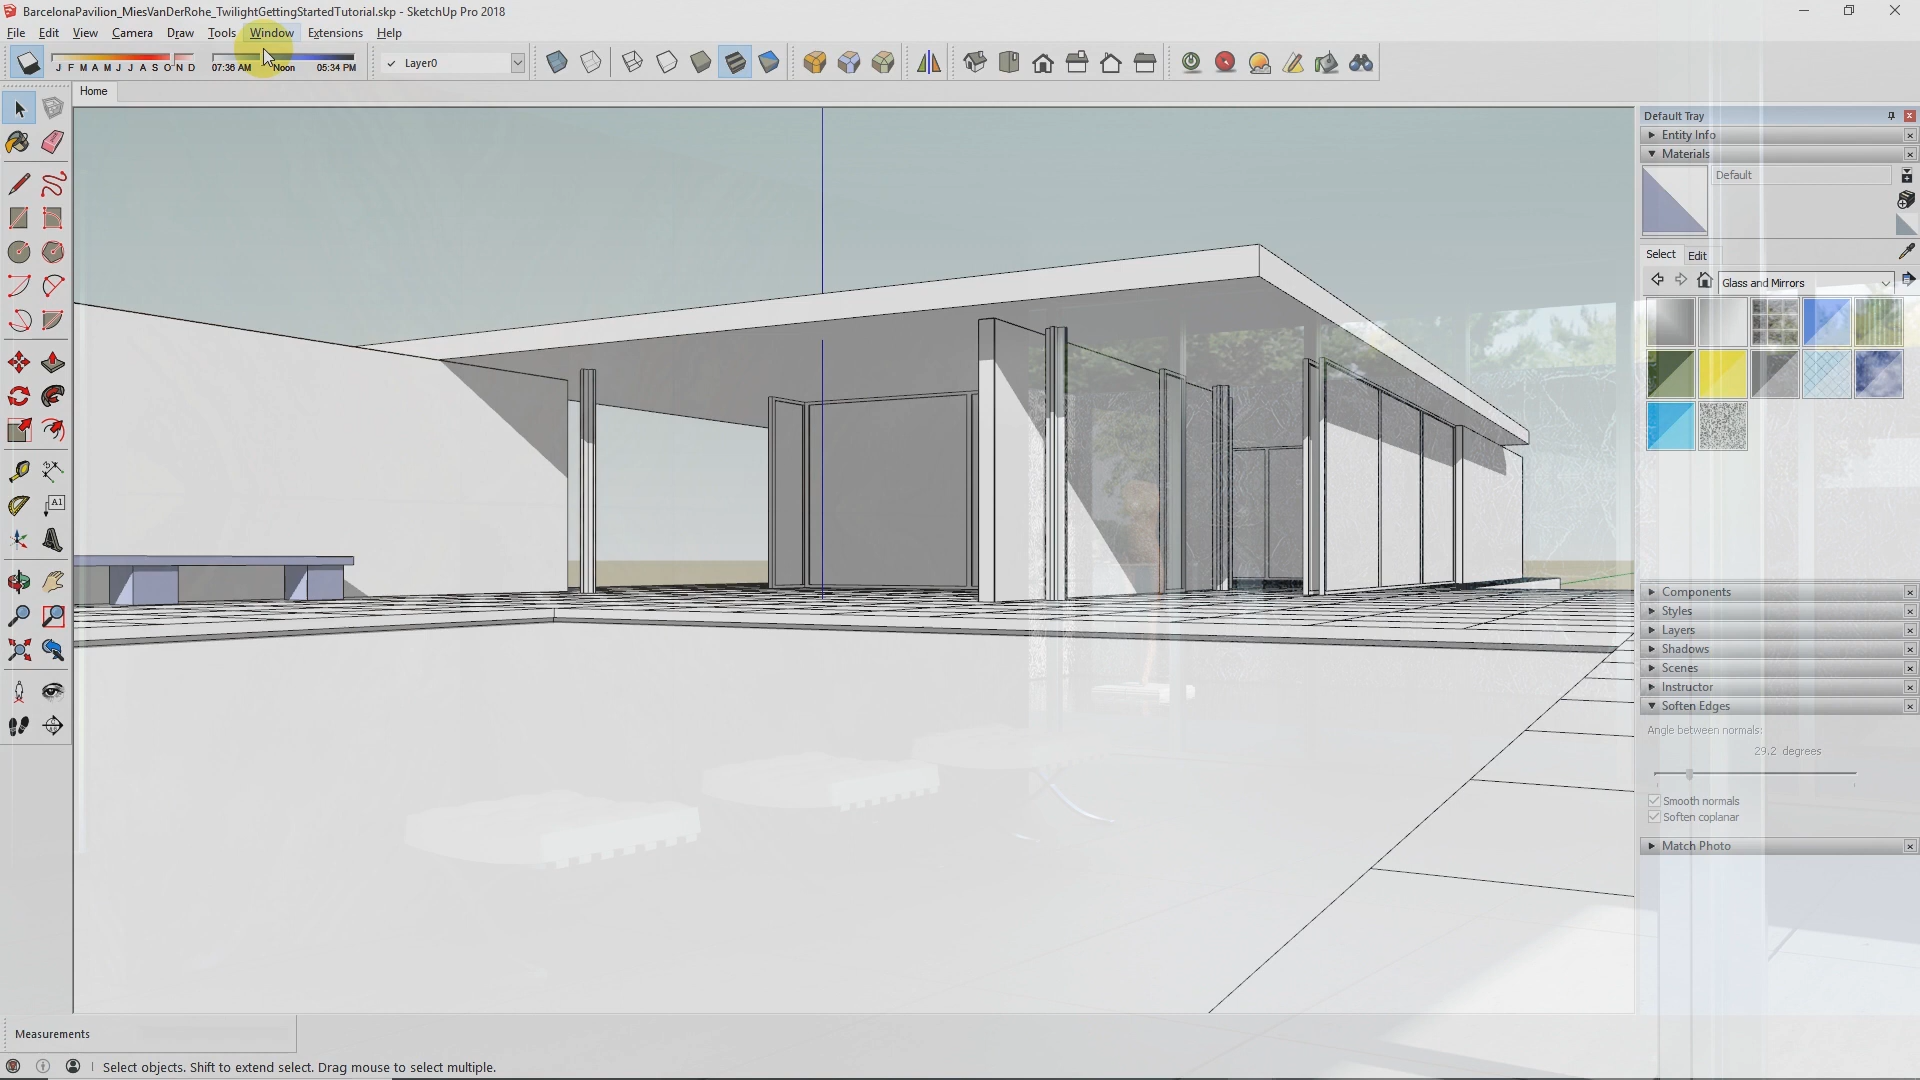 BarcelonaPavilion_MiesVanDerRohe_TwilightGettingStartedTutorial.skp - SketchUp Pro 2018
File Edit View Camera Draw Tools Window Extensions Help
J F M A M J J A S O N D
07:36 AM Noon 05:34 PM
Layer0
Home
Default Tray
Entity Info
Materials
Default
Select Edit
Glass and Mirrors
A1
Components
Styles
Layers
Shadows
Scenes
Instructor
Soften Edges
Angle between normals:
29.2 degrees
Smooth normals
Soften coplanar
Match Photo
Measurements
Select objects. Shift to extend select. Drag mouse to select multiple.